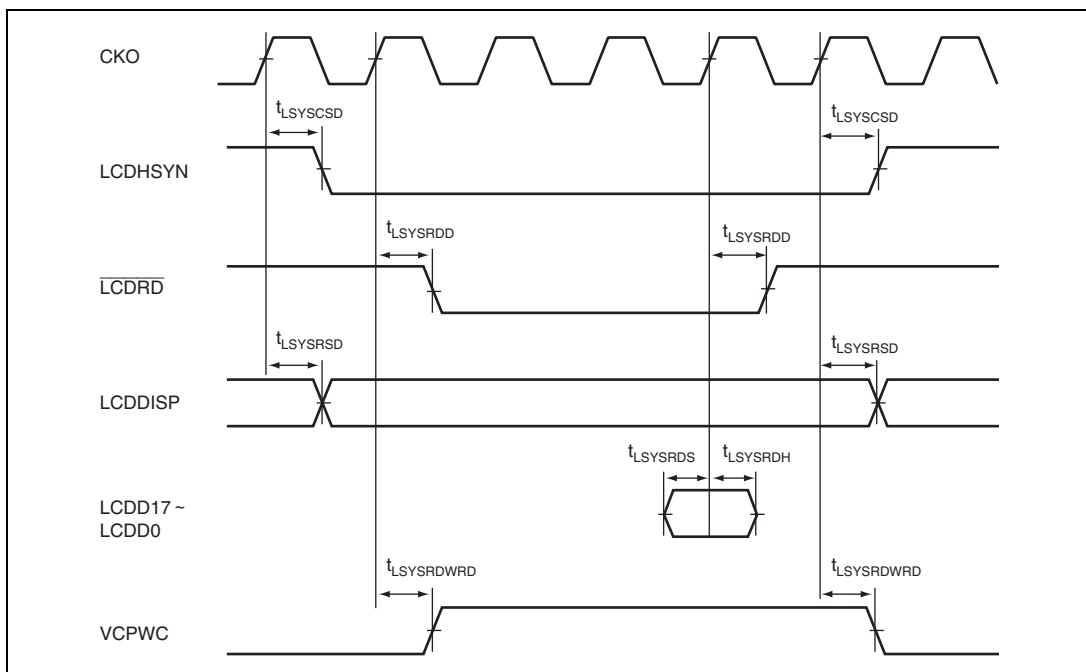 CKO
tLSYSCSD tLSYSCSD
LCDHSYN
tLSYSRDD tLSYSRDD
LCDRD
tLSYSRSD tLSYSRSD
LCDDISP
tLSYSRDS tLSYSRDH
LCDD17 ~
LCDD0
tLSYSRDWRD tLSYSRDWRD
VCPWC